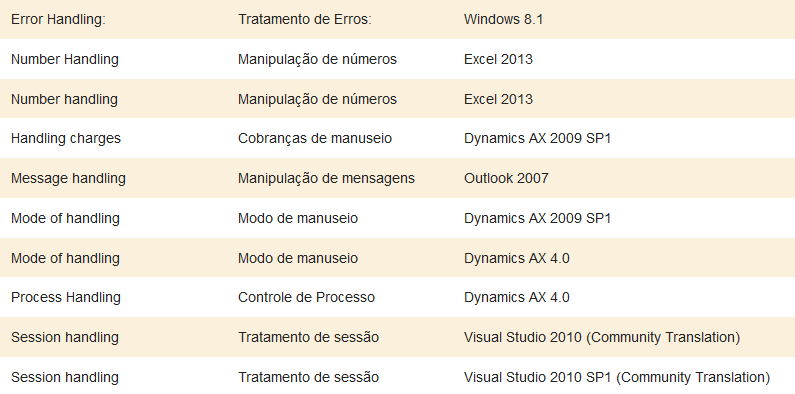 Error Handling: Tratamento de Erros: Windows 8.1
Number Handling Manipulação de números Excel 2013
Number handling Manipulação de números Excel 2013
Handling charges Cobranças de manuseio Dynamics AX 2009 SP1
Message handling Manipulação de mensagens Outlook 2007
Mode of handling Modo de manuseio Dynamics AX 2009 SP1
Mode of handling Modo de manuseio Dynamics AX 4.0
Process Handling Controle de Processo Dynamics AX 4.0
Session handling Tratamento de sessão Visual Studio 2010 (Community Translation)
Session handling Tratamento de sessão Visual Studio 2010 SP1 (Community Translation)